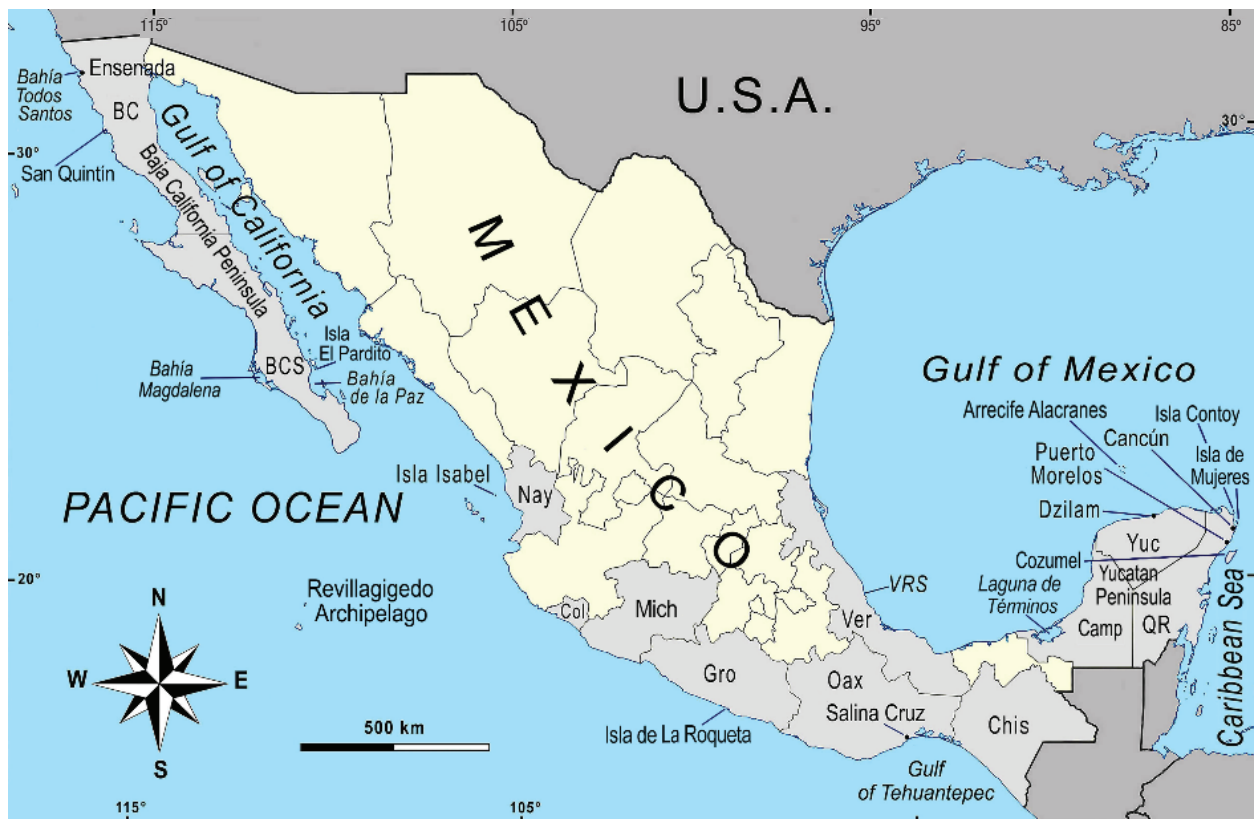 115°
105°
95°
85°
U.S.A.
Bahía
Todos
Santos
Ensenada
BC
30°
30°
San Quintín
Gulf of California
Baja California Peninsula
MEXICO
Isla
El Pardito
BCS
Bahía
Magdalena
Bahía
de la Paz
Gulf of Mexico
Arrecife Alacranes
Isla Contoy
Cancún
Isla de
Mujeres
Puerto
Morelos
Dzilam
Isla Isabel
Nay
PACIFIC OCEAN
Yuc
Cozumel
Yucatan
Peninsula
Laguna de
Términos
VRS
20°
20°
Revillagigedo
Archipelago
Col
Mich
Ver
Camp
QR
Caribbean Sea
N
W
E
S
Gro
Oax
Salina Cruz
Chis
500 km
Isla de La Roqueta
Gulf
of Tehuantepec
115°
105°